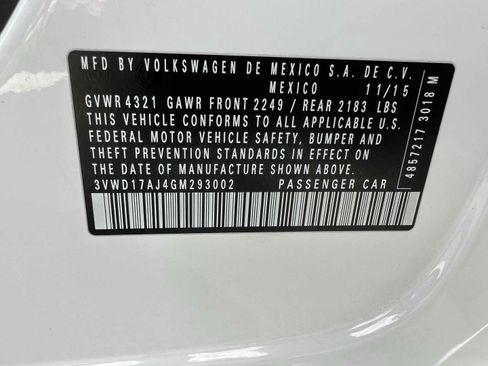 MFD BY VOLKSWAGEN DE MEXICO S.A. DE C.V.
MEXICO 11/15
GVWR 4321 GAWR FRONT 2249 / REAR 2183 LBS
THIS VEHICLE CONFORMS TO ALL APPLICABLE U.S.
FEDERAL MOTOR VEHICLE SAFETY, BUMPER AND
THEFT PREVENTION STANDARDS IN EFFECT ON
THE DATE OF MANUFACTURE SHOWN ABOVE.
3VWD17AJ4GM293002 PASSENGER CAR
4857217 3018 M